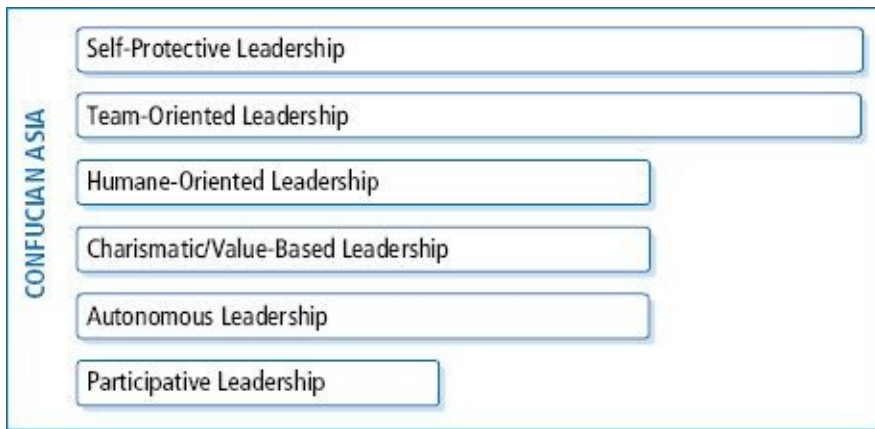 CONFUCIAN ASIA
Self-Protective Leadership
Team-Oriented Leadership
Humane-Oriented Leadership
Charismatic/Value-Based Leadership
Autonomous Leadership
Participative Leadership